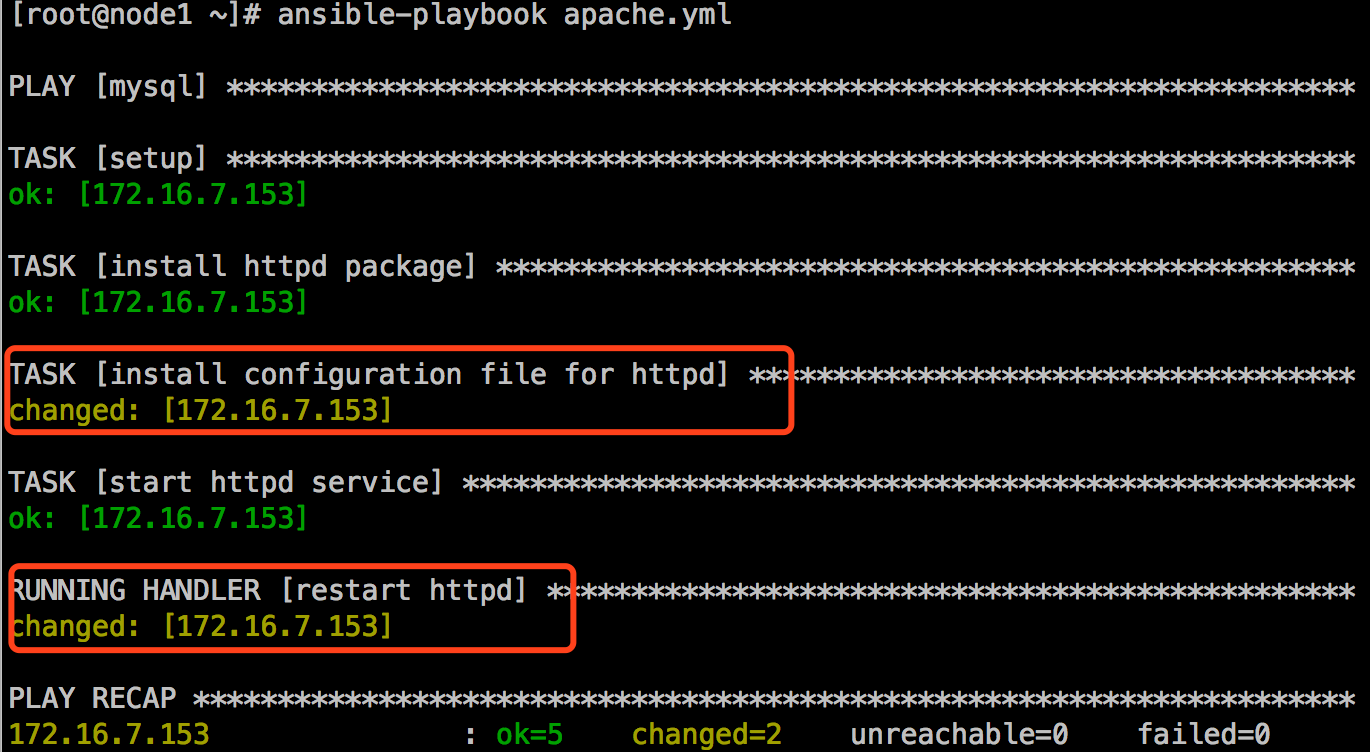 [root@node1 ~]# ansible-playbook apache.yml
PLAY [mysql] *******************************************************************
TASK [setup] *******************************************************************
ok: [172.16.7.153]
TASK [install httpd package] ***************************************************
ok: [172.16.7.153]
TASK [install configuration file for httpd] ************************************
changed: [172.16.7.153]
TASK [start httpd service] *****************************************************
ok: [172.16.7.153]
RUNNING HANDLER [restart httpd] ************************************************
changed: [172.16.7.153]
PLAY RECAP *********************************************************************
172.16.7.153               : ok=5    changed=2    unreachable=0    failed=0